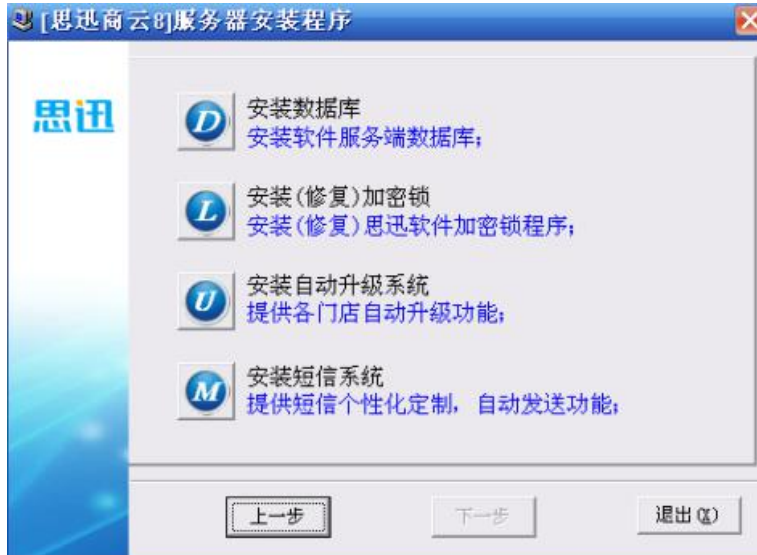 [思迅商云8]服务器安装程序
思迅
D
安装数据库
安装软件服务端数据库;
L
安装(修复)加密锁
安装(修复)思迅软件加密锁程序;
U
安装自动升级系统
提供各门店自动升级功能;
M
安装短信系统
提供短信个性化定制, 自动发送功能;
上一步
下一步
退出(X)